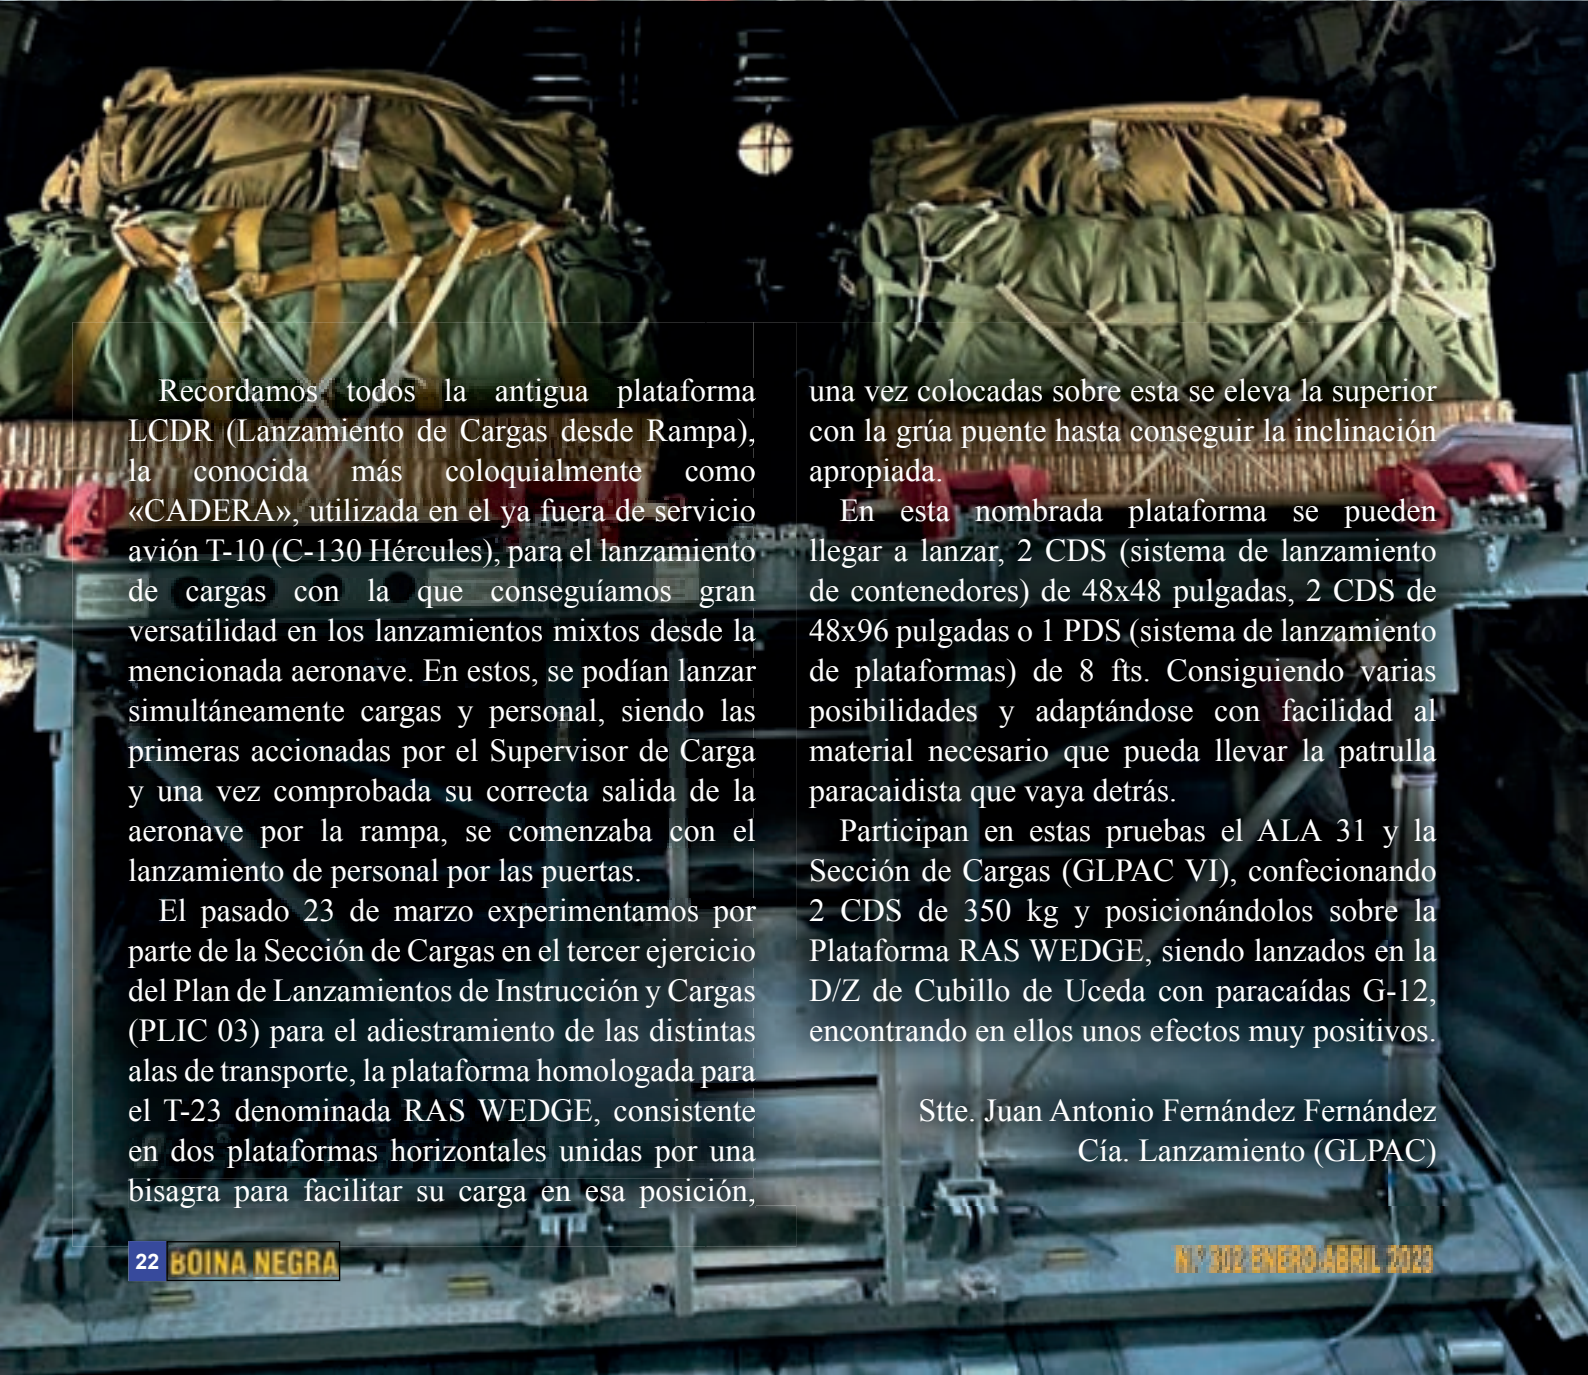 Recordamos todos la antigua plataforma
LCDR (Lanzamiento de Cargas desde Rampa),
la conocida más coloquialmente como
«CADERA», utilizada en el ya fuera de servicio
avión T-10 (C-130 Hércules), para el lanzamiento
de cargas con la que conseguíamos gran
versatilidad en los lanzamientos mixtos desde la
mencionada aeronave. En estos, se podían lanzar
simultáneamente cargas y personal, siendo las
primeras accionadas por el Supervisor de Carga
y una vez comprobada su correcta salida de la
aeronave por la rampa, se comenzaba con el
lanzamiento de personal por las puertas.
El pasado 23 de marzo experimentamos por
parte de la Sección de Cargas en el tercer ejercicio
del Plan de Lanzamientos de Instrucción y Cargas
(PLIC 03) para el adiestramiento de las distintas
alas de transporte, la plataforma homologada para
el T-23 denominada RAS WEDGE, consistente
en dos plataformas horizontales unidas por una
bisagra para facilitar su carga en esa posición,
una vez colocadas sobre esta se eleva la superior
con la grúa puente hasta conseguir la inclinación
apropiada.
En esta nombrada plataforma se pueden
llegar a lanzar, 2 CDS (sistema de lanzamiento
de contenedores) de 48x48 pulgadas, 2 CDS de
48x96 pulgadas o 1 PDS (sistema de lanzamiento
de plataformas) de 8 fts. Consiguiendo varias
posibilidades y adaptándose con facilidad al
material necesario que pueda llevar la patrulla
paracaidista que vaya detrás.
Participan en estas pruebas el ALA 31 y la
Sección de Cargas (GLPAC VI), confecionando
2 CDS de 350 kg y posicionándolos sobre la
Plataforma RAS WEDGE, siendo lanzados en la
D/Z de Cubillo de Uceda con paracaídas G-12,
encontrando en ellos unos efectos muy positivos.
Stte. Juan Antonio Fernández Fernández
Cía. Lanzamiento (GLPAC)
22 BOINA NEGRA
N.º 302 ENERO-ABRIL 2023